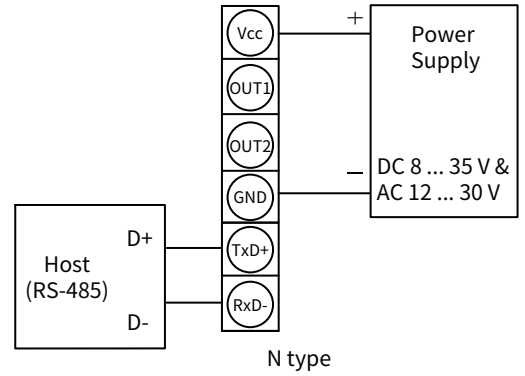 Vcc
+
Power
Supply
OUT1
OUT2
DC 8 ... 35 V &
–
AC 12 ... 30 V
GND
D+
TxD+
Host
(RS-485)
RxD-
D-
N type